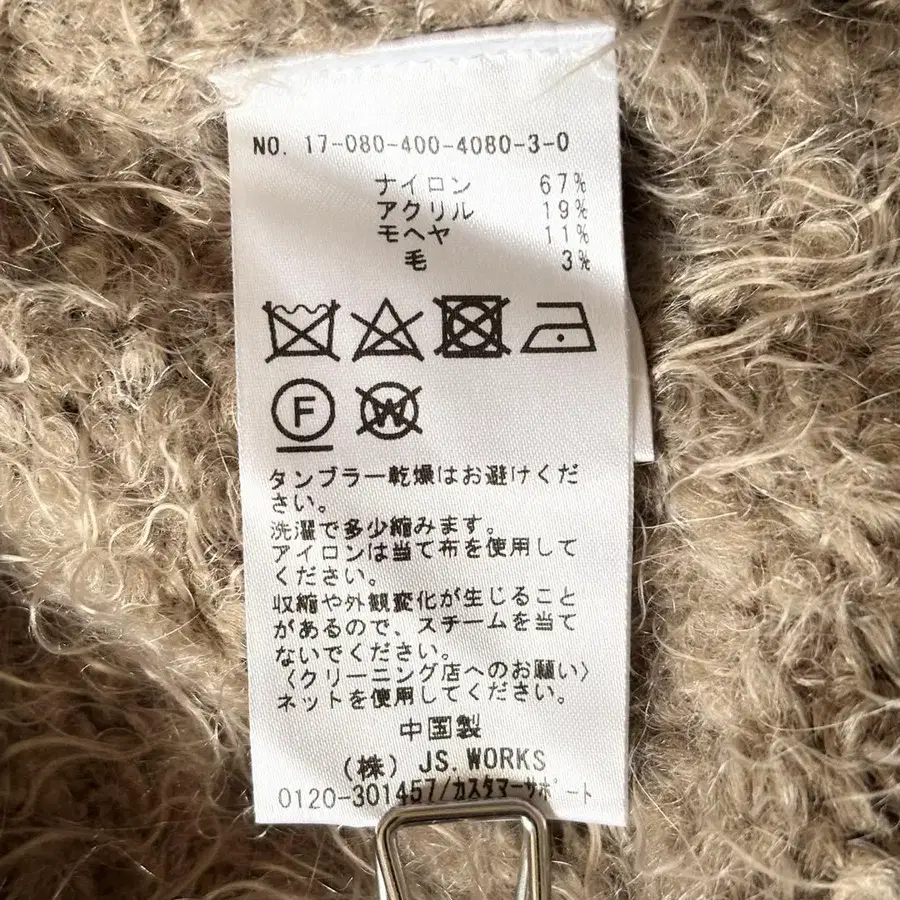 NO. 17-080-400-4080-3-0
ナイロン 67%
アクリル 19%
モヘヤ 11%
毛 3%
F W
タンブラー乾燥はお避けくだ
さい。
洗濯で多少縮みます。
アイロンは当て布を使用して
ください。
収縮や外観変化が生じること
があるので、スチームを当て
ないでください。
〈クリーニング店へのお願い〉
ネットを使用してください。
中国製
(株) JS.WORKS
0120-301457/カスタマーサポート